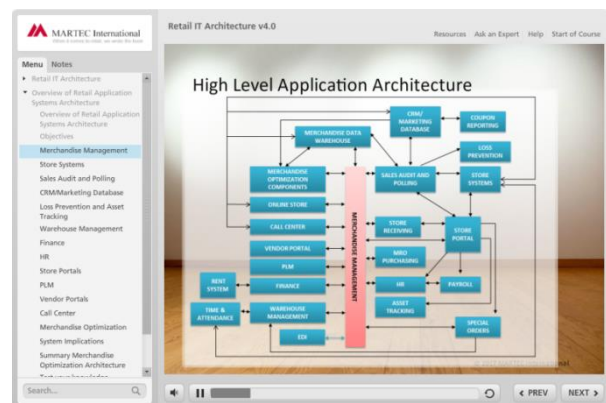 MARTEC International
Retail IT Architecture v4.0
Resources Ask an Expert Help Start of Course
Menu Notes
Retail IT Architecture
Overview of Retail Application
Systems Architecture
Overview of Retail Application
Systems Architecture
Objectives
Merchandise Management
Store Systems
Sales Audit and Polling
CRM/Marketing Database
Loss Prevention and Asset
Tracking
Warehouse Management
Finance
HR
Store Portals
PLM
Vendor Portals
Call Center
Merchandise Optimization
System Implications
Summary Merchandise
Optimization Architecture
Search...
High Level Application Architecture
CRM/
MARKETING
DATABASE
COUPON
REPORTING
MERCHANDISE DATA
WAREHOUSE
LOSS
PREVENTION
MERCHANDISE
OPTIMIZATION
COMPONENTS
SALES AUDIT AND
POLLING
STORE
SYSTEMS
ONLINE STORE
CALL CENTER
STORE
RECEIVING
STORE
PORTAL
VENDOR PORTAL
MERCHANDISE MANAGEMENT
MRO
PURCHASING
PLM
RENT
SYSTEM
FINANCE
HR
PAYROLL
ASSET
TRACKING
TIME &
ATTENDANCE
WAREHOUSE
MANAGEMENT
SPECIAL
ORDERS
EDI
PREV
NEXT